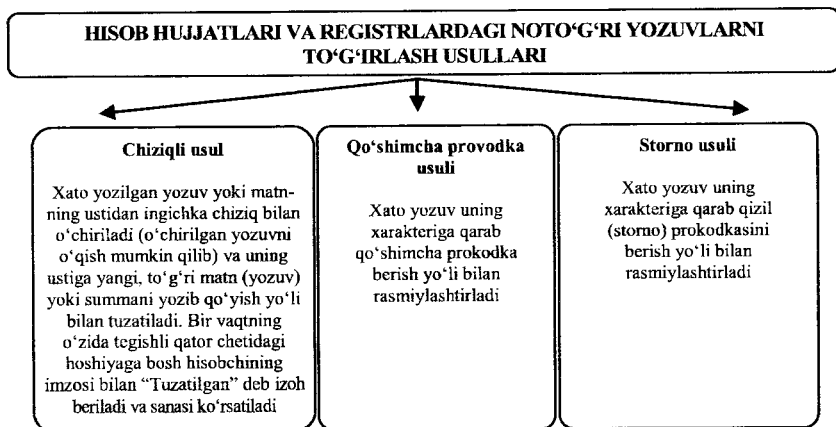 HISOB HUJJATLARI VA REGISTRLARDAGI NOTO‘G‘RI YOZUVLARNI
TO‘G‘IRLASH USULLARI
Chiziqli usul
Xato yozilgan yozuv yoki matn-
ning ustidan ingichka chiziq bilan
o‘chiriladi (o‘chirilgan yozuvni
o‘qish mumkin qilib) va uning
ustiga yangi, to‘g‘ri matn (yozuv)
yoki summani yozib qo‘yish yo‘li
bilan tuzatiladi. Bir vaqtning
o‘zida tegishli qator chetidagi
hoshiyaga bosh hisobchining
imzosi bilan “Tuzatilgan” deb izoh
beriladi va sanasi ko‘rsatiladi
Qo‘shimcha provodka
usuli
Xato yozuv uning
xarakteriga qarab
qo‘shimcha prokodka
berish yo‘li bilan
rasmiylashtirladi
Storno usuli
Xato yozuv uning
xarakteriga qarab qizil
(storno) prokodkasini
berish yo‘li bilan
rasmiylashtirladi